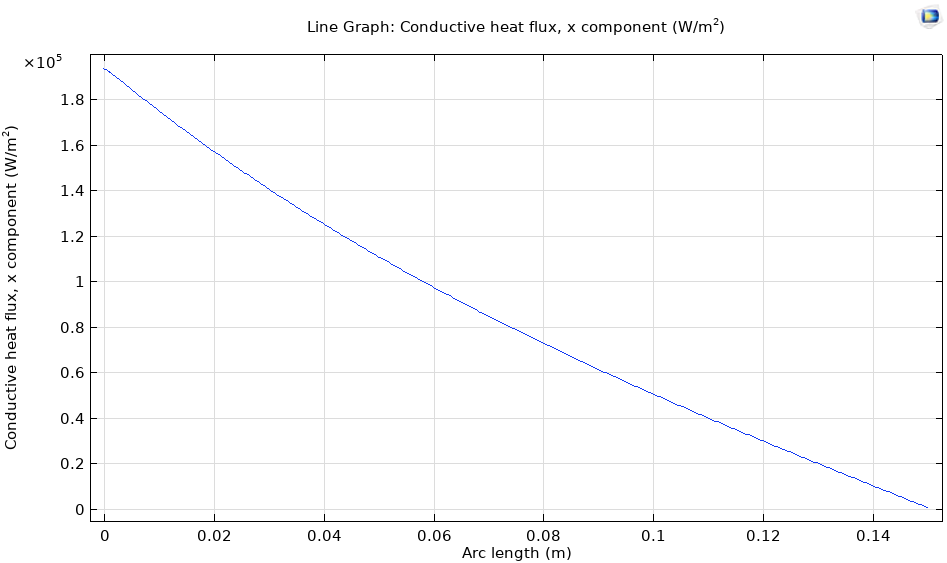 Line Graph: Conductive heat flux, x component (W/m²)
×10⁵
1.8
1.6
1.4
1.2
1
0.8
0.6
0.4
0.2
0
Conductive heat flux, x component (W/m²)
0 0.02 0.04 0.06 0.08 0.1 0.12 0.14
Arc length (m)